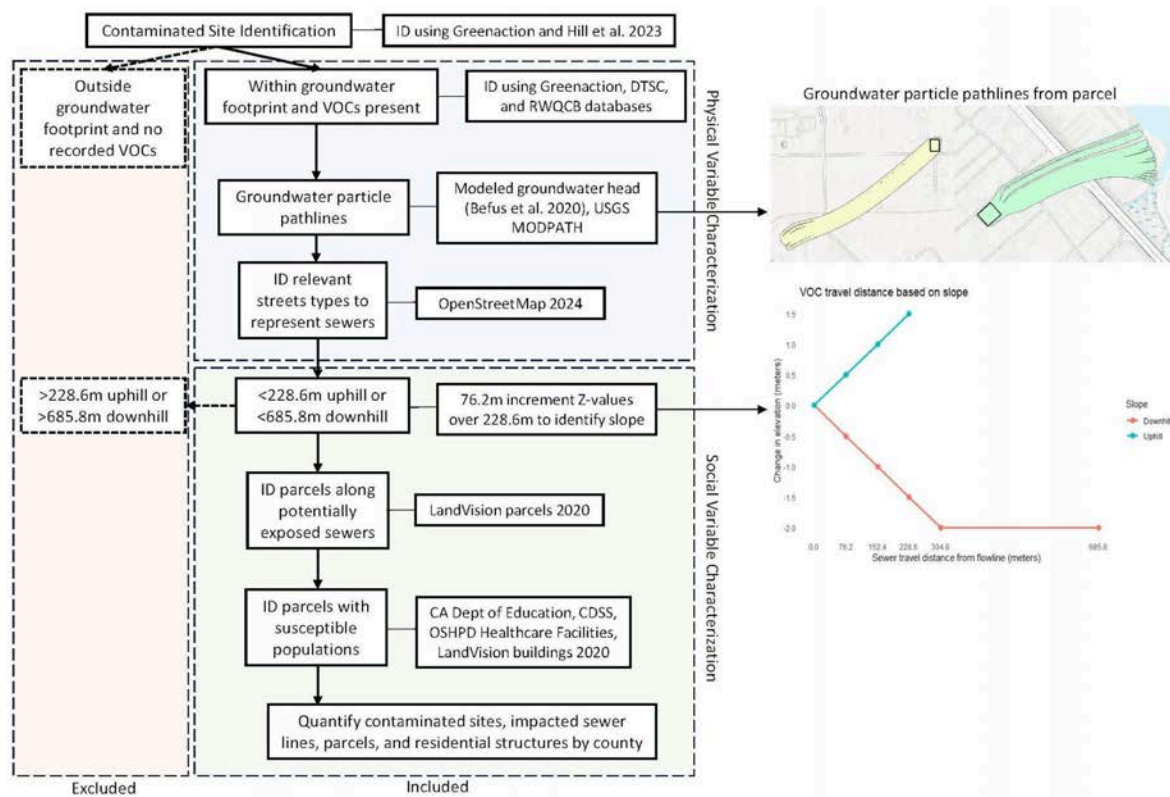 Contaminated Site Identification
ID using Greenaction and Hill et al. 2023
Outside
groundwater
footprint and no
recorded VOCs
Within groundwater
footprint and VOCs present
ID using Greenaction, DTSC,
and RWQCB databases
Groundwater particle
pathlines
Modeled groundwater head
(Befus et al. 2020), USGS
MODPATH
ID relevant
streets types to
represent sewers
OpenStreetMap 2024
Physical Variable Characterization
>228.6m uphill or
>685.8m downhill
<228.6m uphill or
<685.8m downhill
76.2m increment Z-values
over 228.6m to identify slope
ID parcels along
potentially exposed
sewers
LandVision parcels 2020
ID parcels with
susceptible
populations
CA Dept of Education, CDSS,
OSHPD Healthcare Facilities,
LandVision buildings 2020
Quantify contaminated sites, impacted sewer
lines, parcels, and residential structures by county
Social Variable Characterization
Excluded
Included
Groundwater particle pathlines from parcel
VOC travel distance based on slope
Change in elevation (meters)
1.5
1.0
0.5
0.0
-0.5
-1.0
-1.5
-2.0
0.0 76.2 152.4 228.6 304.8 685.8
Sewer travel distance from flowline (meters)
Slope
Downhill
Uphill